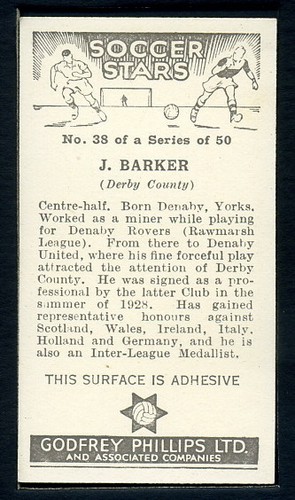 SOCCER
STARS
No. 38 of a Series of 50
J. BARKER
(Derby County)
Centre-half. Born Denaby, Yorks.
Worked as a miner while playing
for Denaby Rovers (Rawmarsh
League). From there to Denaby
United, where his fine forceful play
attracted the attention of Derby
County. He was signed as a pro-
fessional by the latter Club in the
summer of 1928. Has gained
representative honours against
Scotland, Wales, Ireland, Italy.
Holland and Germany, and he is
also an Inter-League Medallist.
THIS SURFACE IS ADHESIVE
GODFREY PHILLIPS LTD.
AND ASSOCIATED COMPANIES